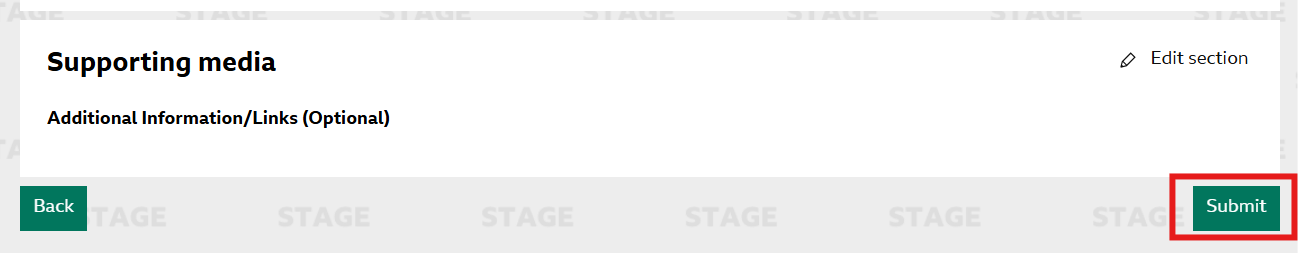 STAGE STAGE STAGE STAGE STAGE STAGE
Supporting media
Edit section
Additional Information/Links (Optional)
Back
STAGE STAGE STAGE STAGE STAGE
Submit